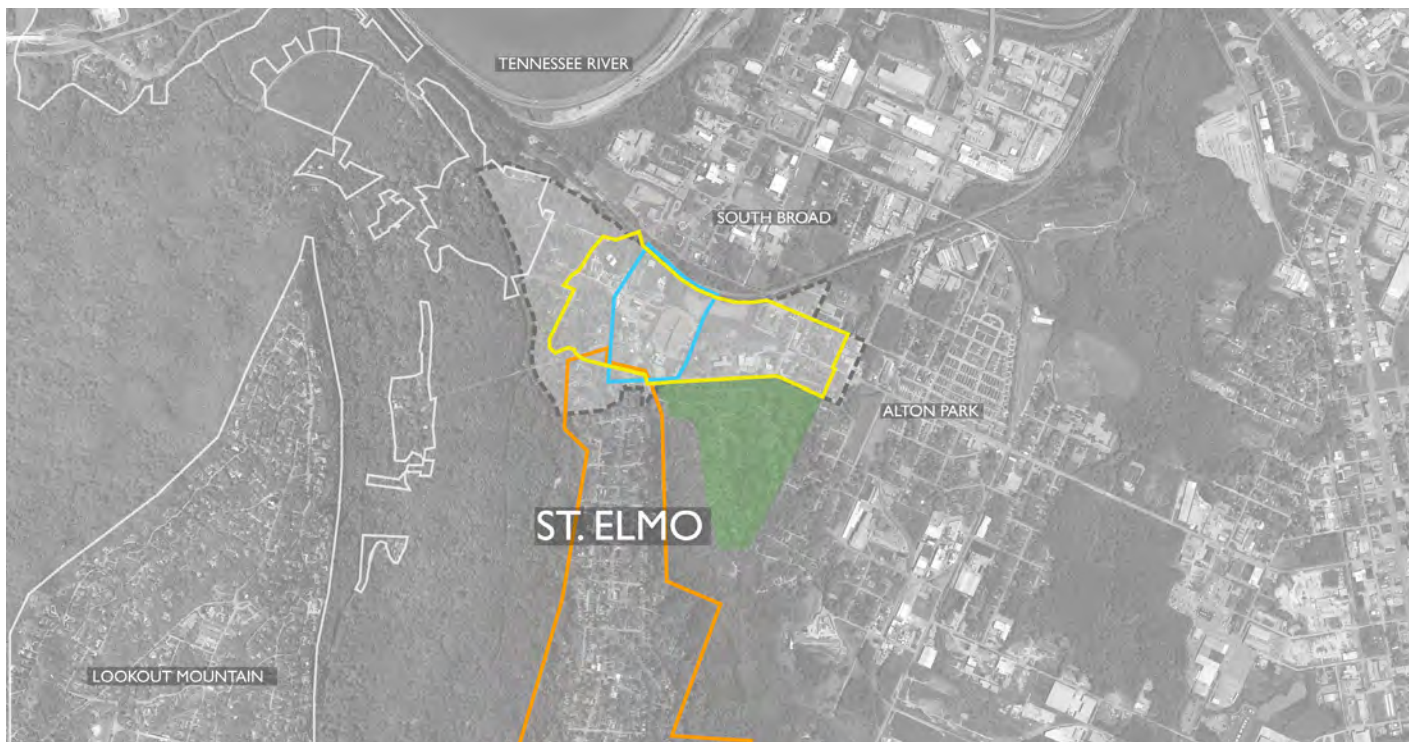 TENNESSEE RIVER
SOUTH BROAD
ALTON PARK
ST. ELMO
LOOKOUT MOUNTAIN